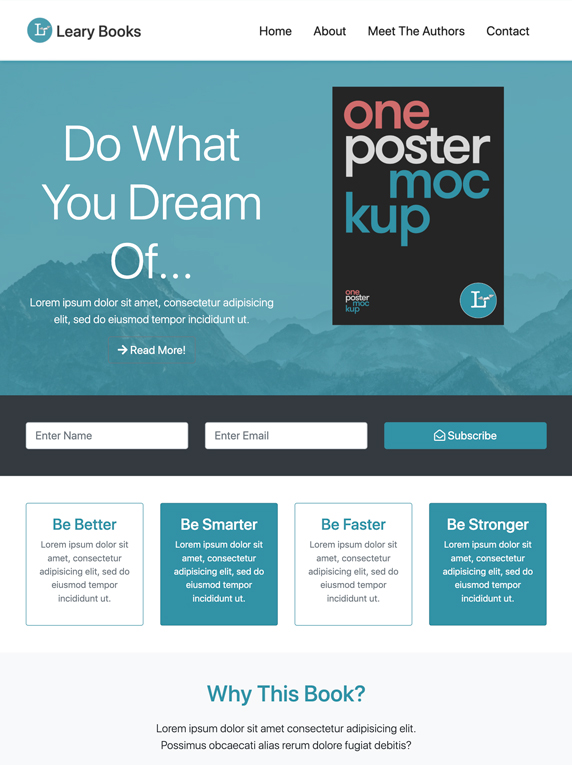 Lr Leary Books
Home About Meet The Authors Contact
Do What
You Dream
Of...
Lorem ipsum dolor sit amet, consectetur adipisicing
elit, sed do eiusmod tempor incididunt ut.
Read More!
one
poster
moc
kup
one
poster
moc
kup
Lr
Enter Name
Enter Email
Subscribe
Be Better
Lorem ipsum dolor sit
amet, consectetur
adipisicing elit, sed do
eiusmod tempor
incididunt ut.
Be Smarter
Lorem ipsum dolor sit
amet, consectetur
adipisicing elit, sed do
eiusmod tempor
incididunt ut.
Be Faster
Lorem ipsum dolor sit
amet, consectetur
adipisicing elit, sed do
eiusmod tempor
incididunt ut.
Be Stronger
Lorem ipsum dolor sit
amet, consectetur
adipisicing elit, sed do
eiusmod tempor
incididunt ut.
Why This Book?
Lorem ipsum dolor sit amet consectetur adipisicing elit.
Possimus obcaecati alias rerum dolore fugiat debitis?